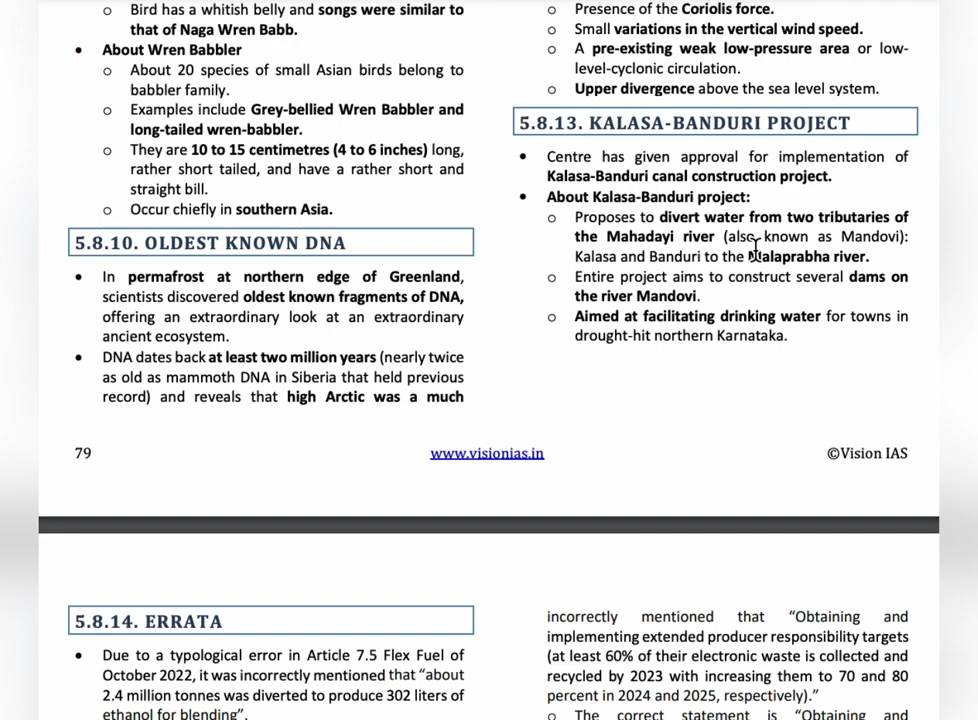 o Bird has a whitish belly and songs were similar to
that of Naga Wren Babb.
• About Wren Babbler
o About 20 species of small Asian birds belong to
babbler family.
o Examples include Grey-bellied Wren Babbler and
long-tailed wren-babbler.
o They are 10 to 15 centimetres (4 to 6 inches) long,
rather short tailed, and have a rather short and
straight bill.
o Occur chiefly in southern Asia.
5.8.10. OLDEST KNOWN DNA
• In permafrost at northern edge of Greenland,
scientists discovered oldest known fragments of DNA,
offering an extraordinary look at an extraordinary
ancient ecosystem.
• DNA dates back at least two million years (nearly twice
as old as mammoth DNA in Siberia that held previous
record) and reveals that high Arctic was a much
o Presence of the Coriolis force.
o Small variations in the vertical wind speed.
o A pre-existing weak low-pressure area or low-
level-cyclonic circulation.
o Upper divergence above the sea level system.
5.8.13. KALASA-BANDURI PROJECT
• Centre has given approval for implementation of
Kalasa-Banduri canal construction project.
• About Kalasa-Banduri project:
o Proposes to divert water from two tributaries of
the Mahadayi river (also known as Mandovi):
Kalasa and Banduri to the Malaprabha river.
o Entire project aims to construct several dams on
the river Mandovi.
o Aimed at facilitating drinking water for towns in
drought-hit northern Karnataka.
79 www.visionias.in ©Vision IAS
5.8.14. ERRATA
• Due to a typological error in Article 7.5 Flex Fuel of
October 2022, it was incorrectly mentioned that “about
2.4 million tonnes was diverted to produce 302 liters of
ethanol for blending”.
incorrectly mentioned that “Obtaining and
implementing extended producer responsibility targets
(at least 60% of their electronic waste is collected and
recycled by 2023 with increasing them to 70 and 80
percent in 2024 and 2025, respectively).”
o The correct statement is “Obtaining and